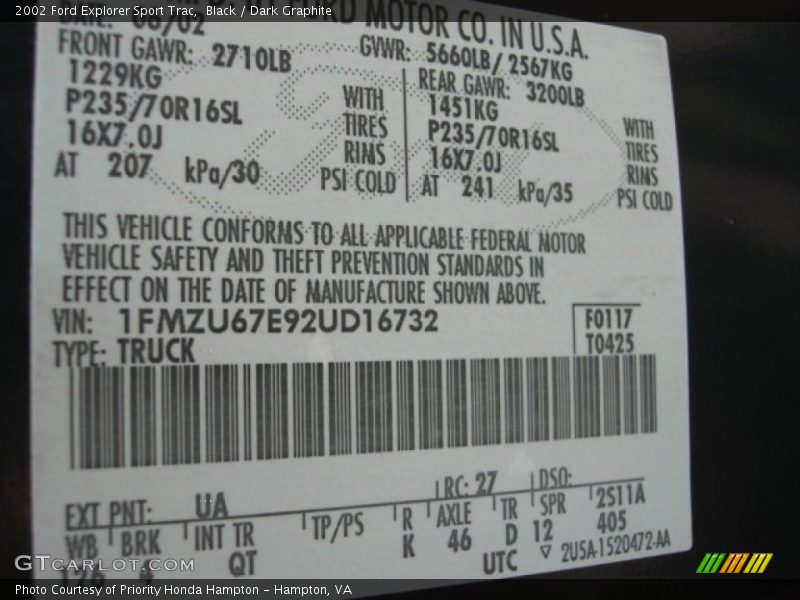 2002 Ford Explorer Sport Trac, Black / Dark Graphite
08/02 MOTOR CO. IN U.S.A.
FRONT GAWR: 2710LB GVWR: 5660LB/ 2567KG
1229KG WITH REAR GAWR: 3200LB
P235/70R16SL TIRES 1451KG WITH
16X7.0J RINS P235/70R16SL TIRES
AT 207 kPa/30 PSI COLD 16X7.0J RINS
AT 241 kPa/35 PSI COLD
THIS VEHICLE CONFORMS TO ALL APPLICABLE FEDERAL MOTOR
VEHICLE SAFETY AND THEFT PREVENTION STANDARDS IN
EFFECT ON THE DATE OF MANUFACTURE SHOWN ABOVE.
VIN: 1FMZU67E92UD16732 F0117
TYPE: TRUCK T0425
EXT PNT: UA RC: 27 DSO:
WB BRK INT TR TP/PS R AXLE TR SPR 2S11A
QT K 46 D 12 405
UTC 2U5A-1520472-AA
GTcarlot.com
Photo Courtesy of Priority Honda Hampton - Hampton, VA